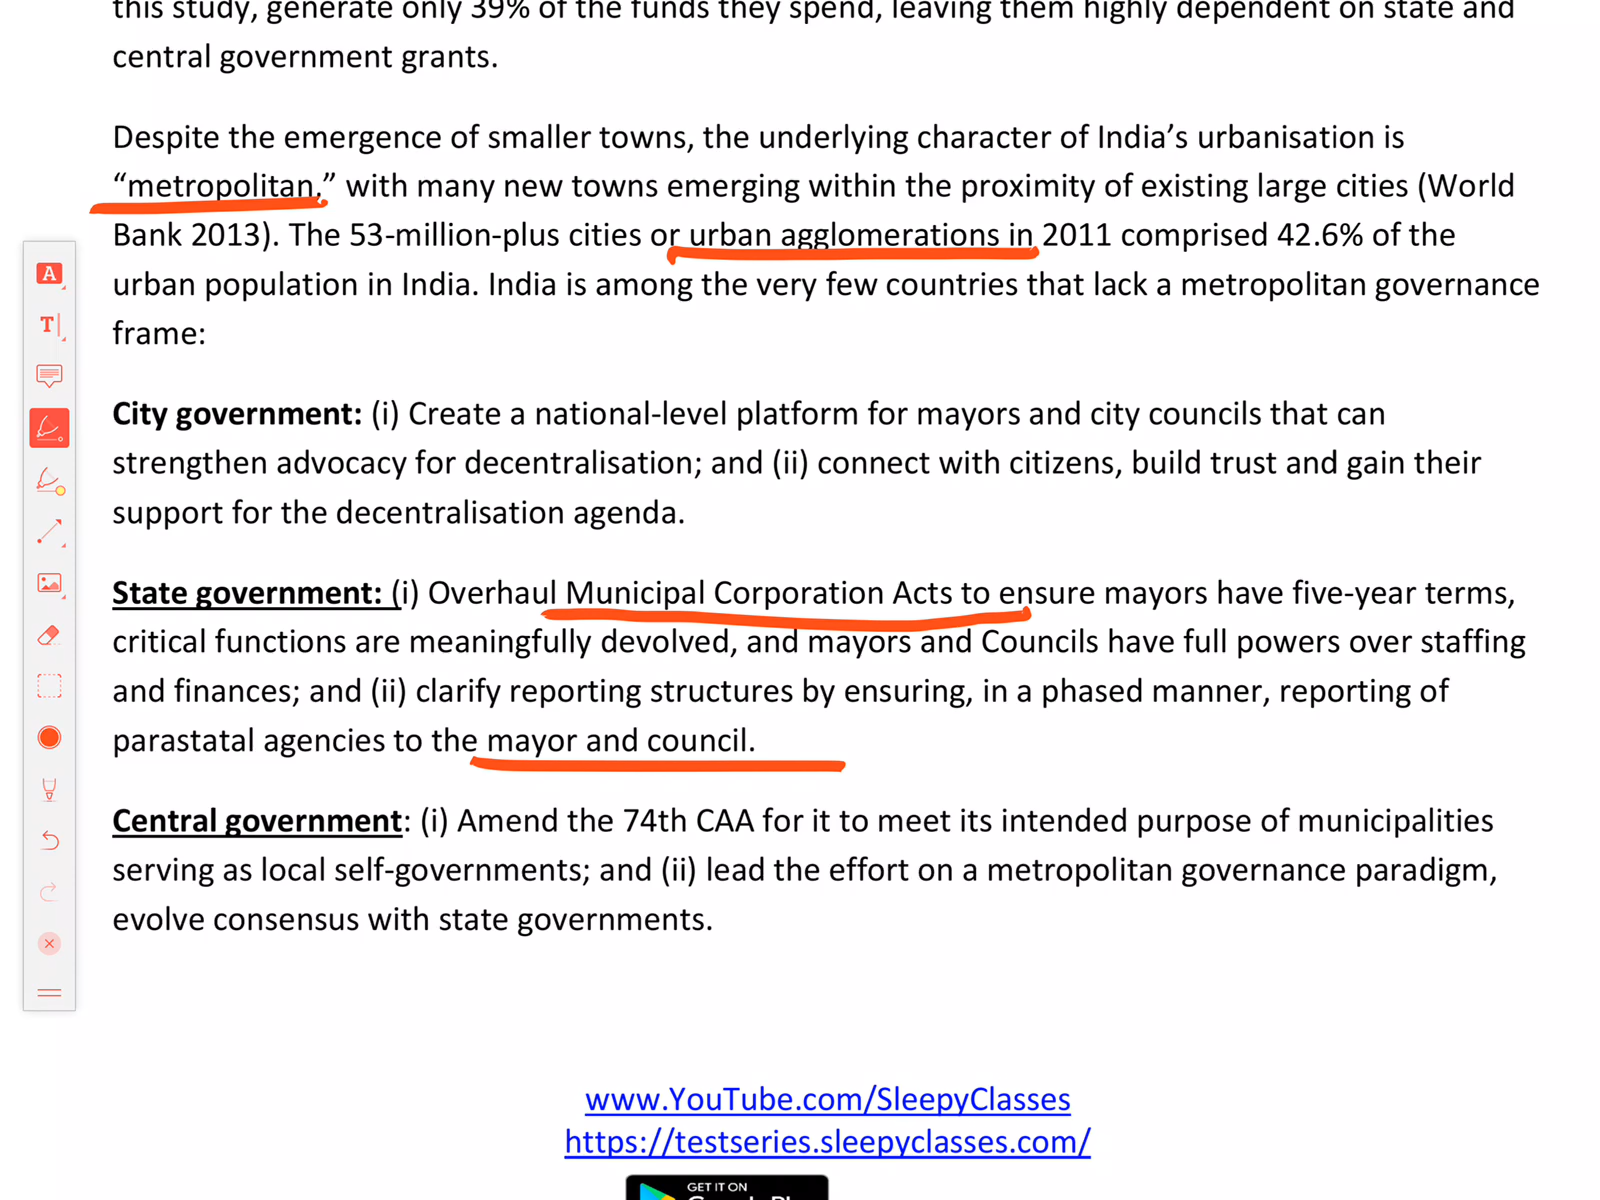 this study, generate only 39% of the funds they spend, leaving them highly dependent on state and
central government grants.
Despite the emergence of smaller towns, the underlying character of India’s urbanisation is
“metropolitan,” with many new towns emerging within the proximity of existing large cities (World
Bank 2013). The 53-million-plus cities or urban agglomerations in 2011 comprised 42.6% of the
urban population in India. India is among the very few countries that lack a metropolitan governance
frame:
City government: (i) Create a national-level platform for mayors and city councils that can
strengthen advocacy for decentralisation; and (ii) connect with citizens, build trust and gain their
support for the decentralisation agenda.
State government: (i) Overhaul Municipal Corporation Acts to ensure mayors have five-year terms,
critical functions are meaningfully devolved, and mayors and Councils have full powers over staffing
and finances; and (ii) clarify reporting structures by ensuring, in a phased manner, reporting of
parastatal agencies to the mayor and council.
Central government: (i) Amend the 74th CAA for it to meet its intended purpose of municipalities
serving as local self-governments; and (ii) lead the effort on a metropolitan governance paradigm,
evolve consensus with state governments.
www.YouTube.com/SleepyClasses
https://testseries.sleepyclasses.com/
GET IT ON